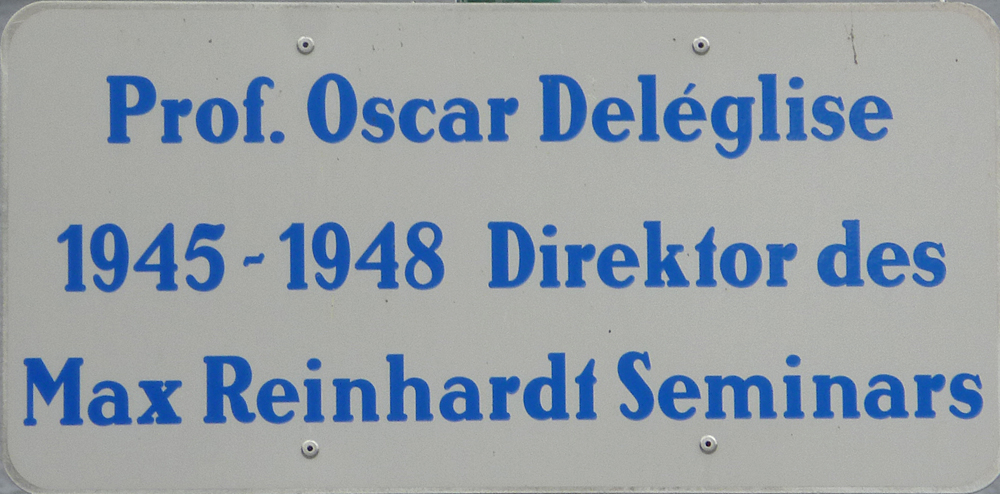 Prof. Oscar Deléglise
1945 - 1948 Direktor des
Max Reinhardt Seminars